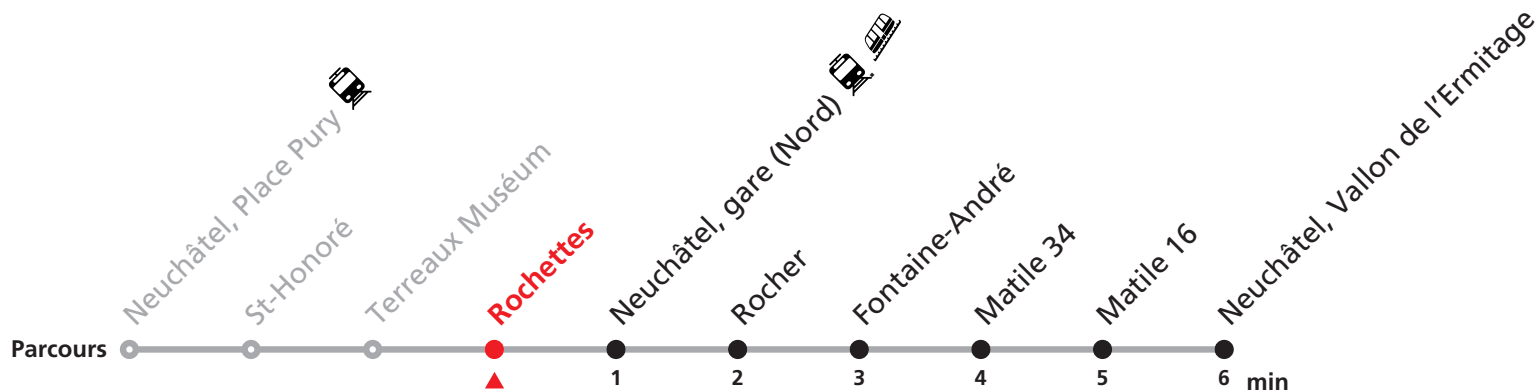 Neuchâtel, Place Pury
St-Honoré
Terreaux Muséum
Rochettes
Neuchâtel, gare (Nord)
Rocher
Fontaine-André
Matile 34
Matile 16
Neuchâtel, Vallon de l'Ermitage
Parcours
1 2 3 4 5 6 min